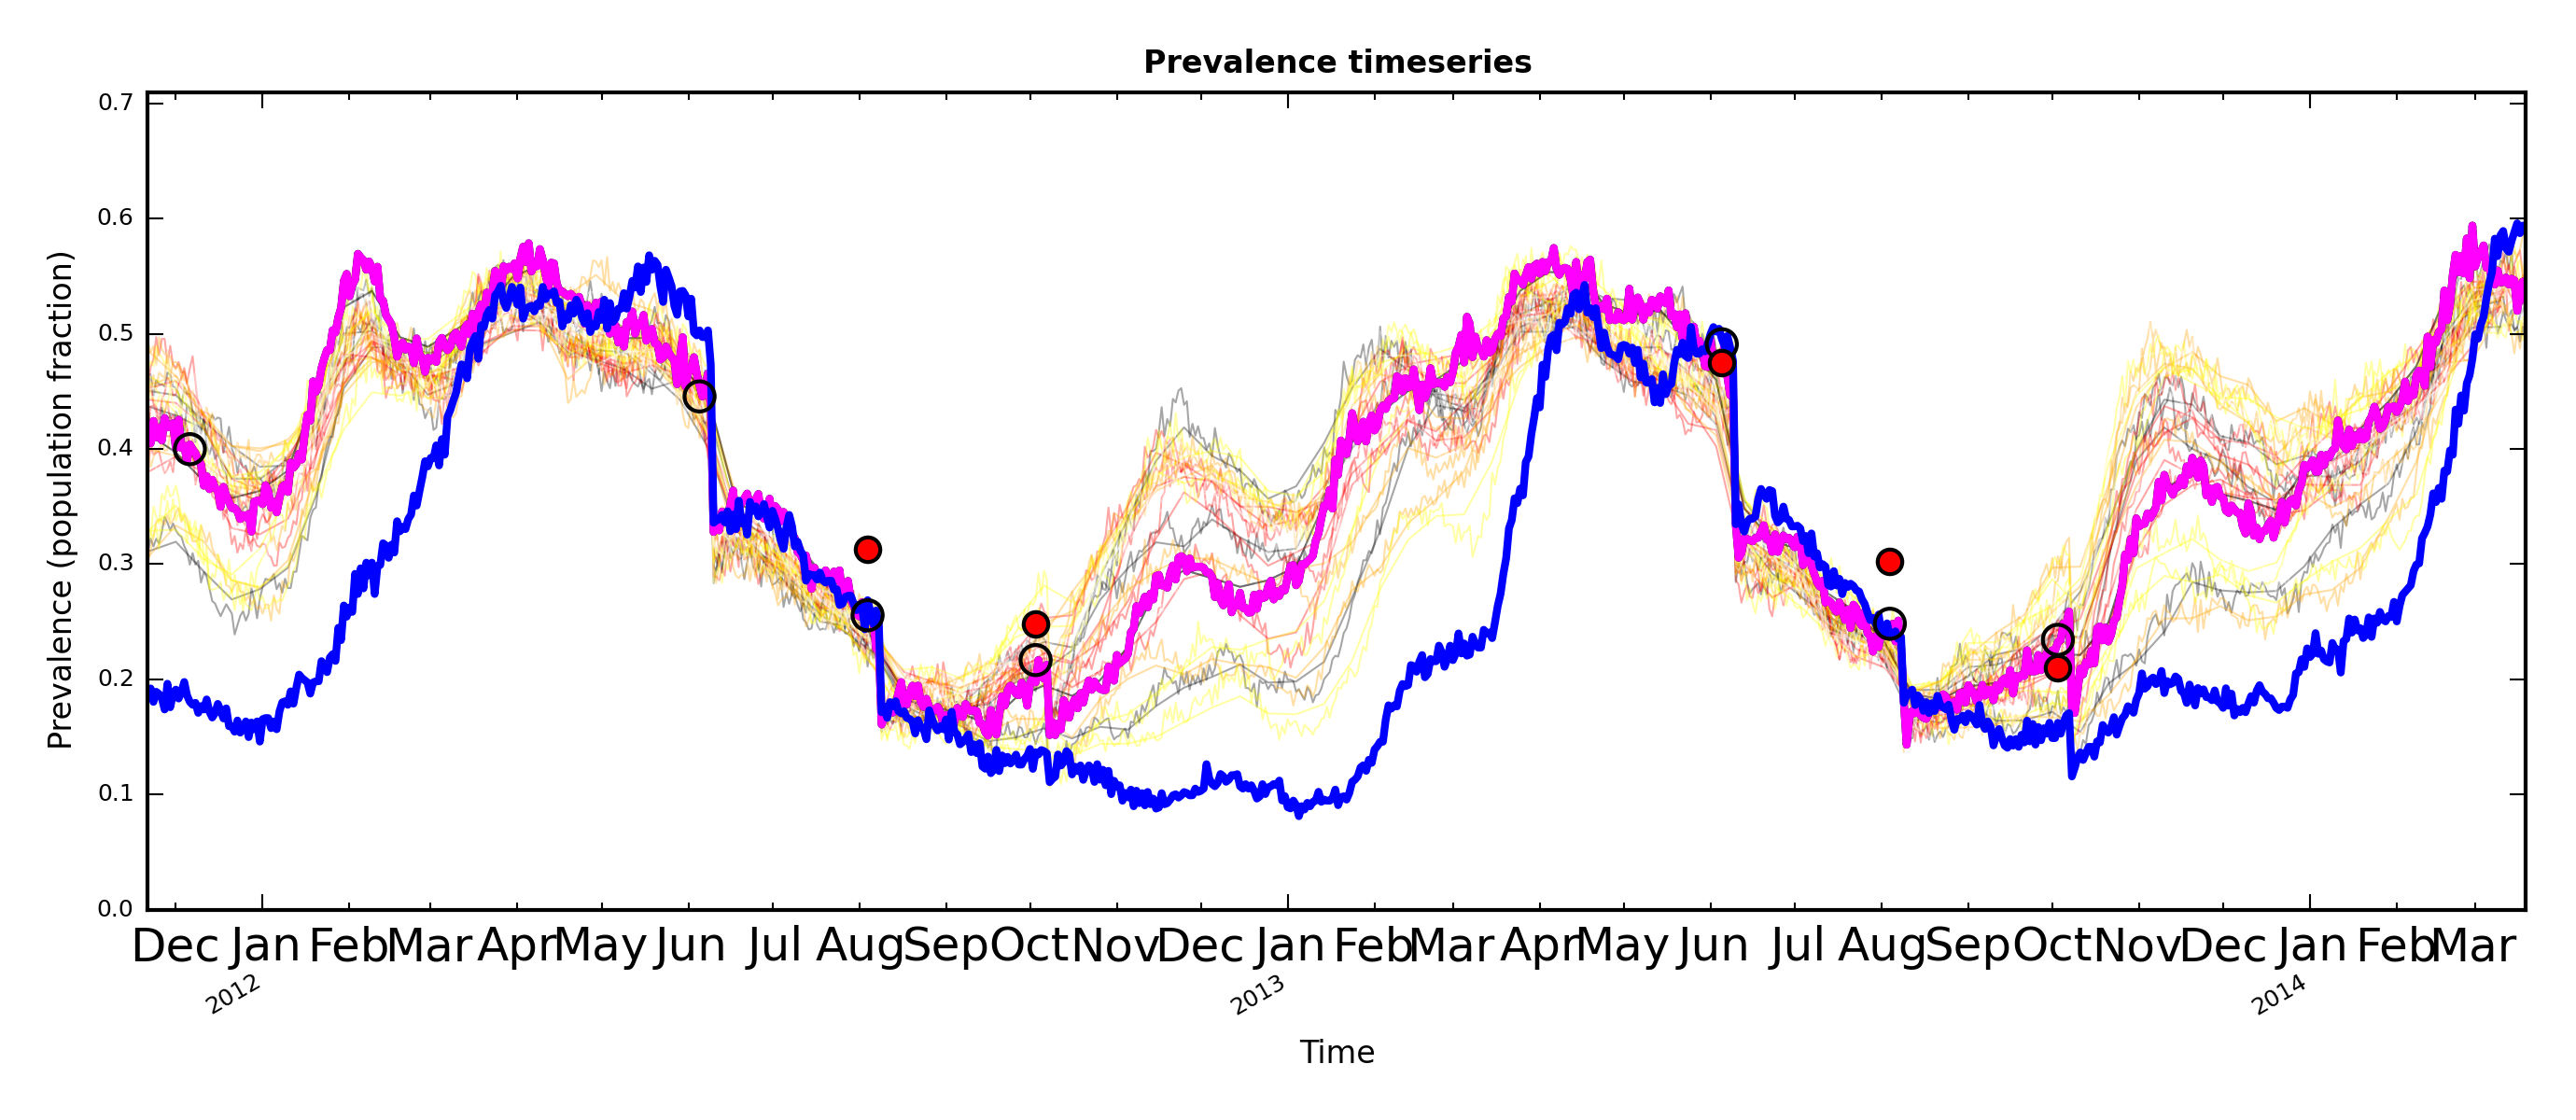 Prevalence timeseries
Prevalence (population fraction)
0.7
0.6
0.5
0.4
0.3
0.2
0.1
0.0
Dec Jan Feb Mar Apr May Jun Jul Aug Sep Oct Nov Dec Jan Feb Mar Apr May Jun Jul Aug Sep Oct Nov Dec Jan Feb Mar
2012 2013 2014
Time